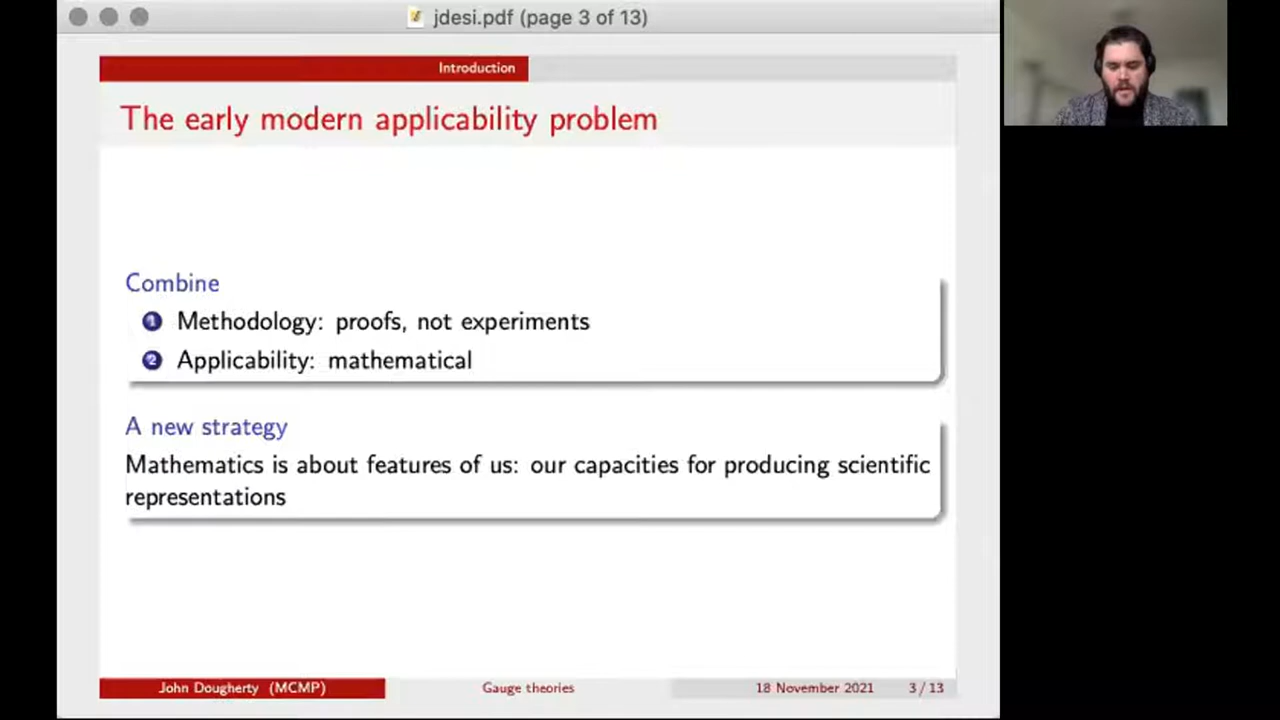 jdesi.pdf (page 3 of 13)
Introduction
The early modern applicability problem
Combine
1 Methodology: proofs, not experiments
2 Applicability: mathematical
A new strategy
Mathematics is about features of us: our capacities for producing scientific
representations
John Dougherty (MCMP) Gauge theories 18 November 2021 3 / 13